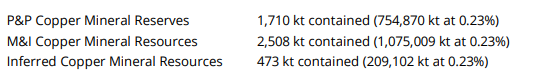 P&P Copper Mineral Reserves 1,710 kt contained (754,870 kt at 0.23%)
M&I Copper Mineral Resources 2,508 kt contained (1,075,009 kt at 0.23%)
Inferred Copper Mineral Resources 473 kt contained (209,102 kt at 0.23%)